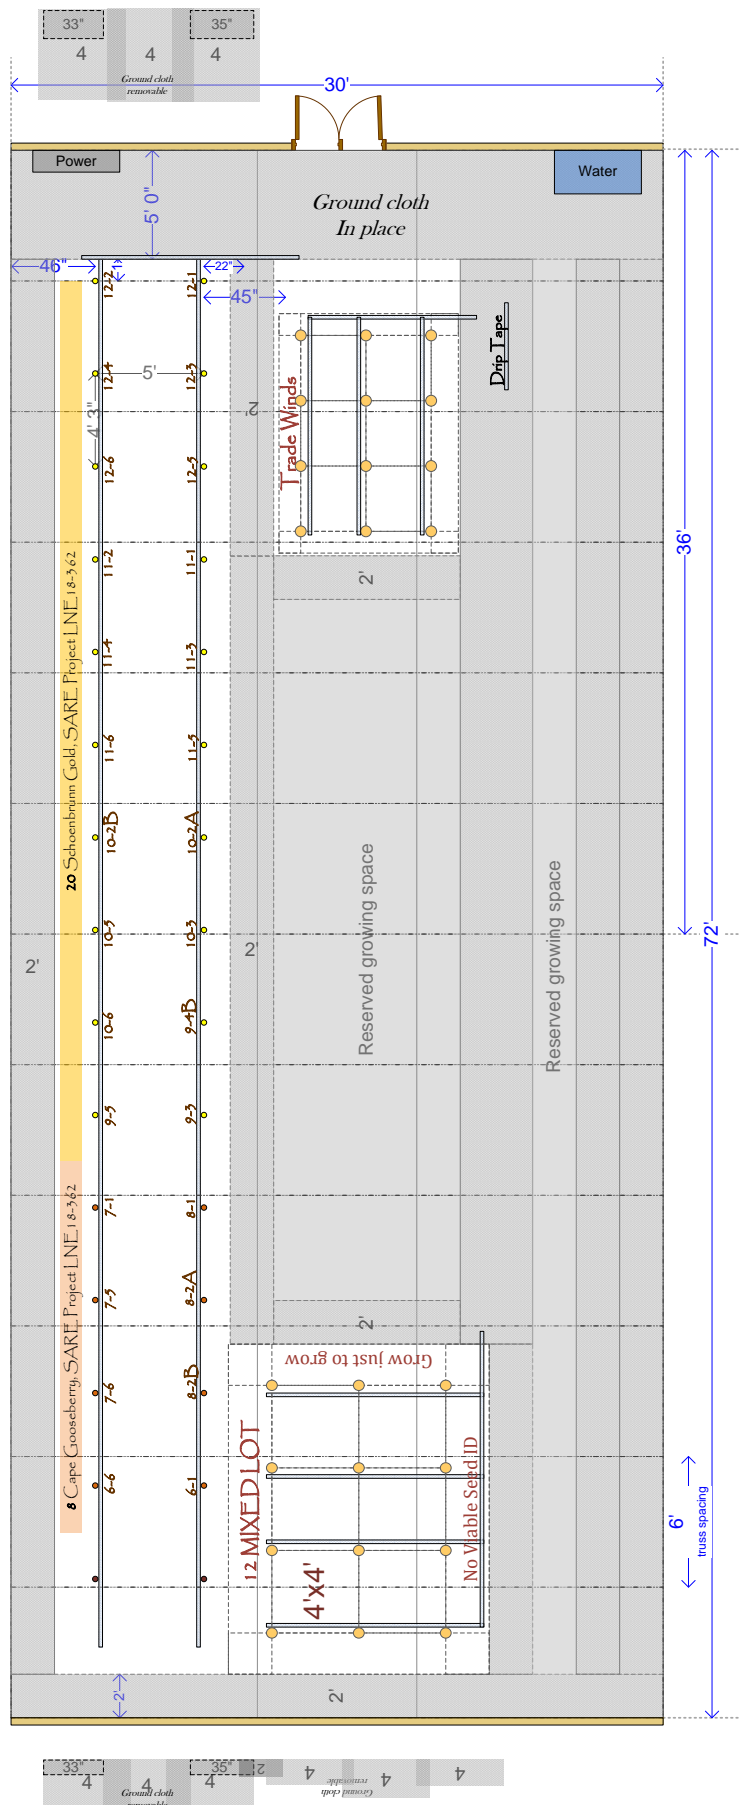 33"
35"
4
4
4
Ground cloth
removable
30'
Power
Water
5' 0"
Ground cloth
In place
46"
1'
22"
45"
12-2
12-1
12-4
5'
12-3
4' 3"
2'
Trade Winds
Drip Tape
12-6
12-5
11-2
11-1
2'
36'
11-4
11-3
11-6
11-5
20 Schoenbrunn Gold, SARE Project LNE 18-362
10-2B
10-2A
10-5
10-3
2'
2'
Reserved growing space
Reserved growing space
72'
10-6
9-4B
9-5
9-3
7-1
8-1
7-5
8-2A
2'
8 Cape Gooseberry, SARE Project LNE 18-362
Grow just to grow
7-6
8-2B
6-6
6-1
12 MIXED LOT
No Viable Seed ID
4'x4'
6'
truss spacing
2'
2'
33"
35"
2
4
4
4
4
4
4
Ground cloth
removable
Ground cloth
removable